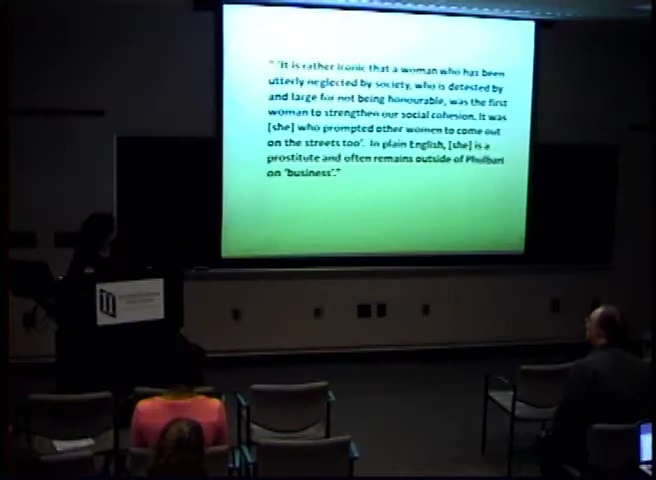 " 'It is rather ironic that a woman who has been
utterly neglected by society, who is detested by
and large for not being honourable, was the first
woman to strengthen our social cohesion. It was
[she] who prompted other women to come out
on the streets too'. In plain English, [she] is a
prostitute and often remains outside of Phulbari
on 'business'."